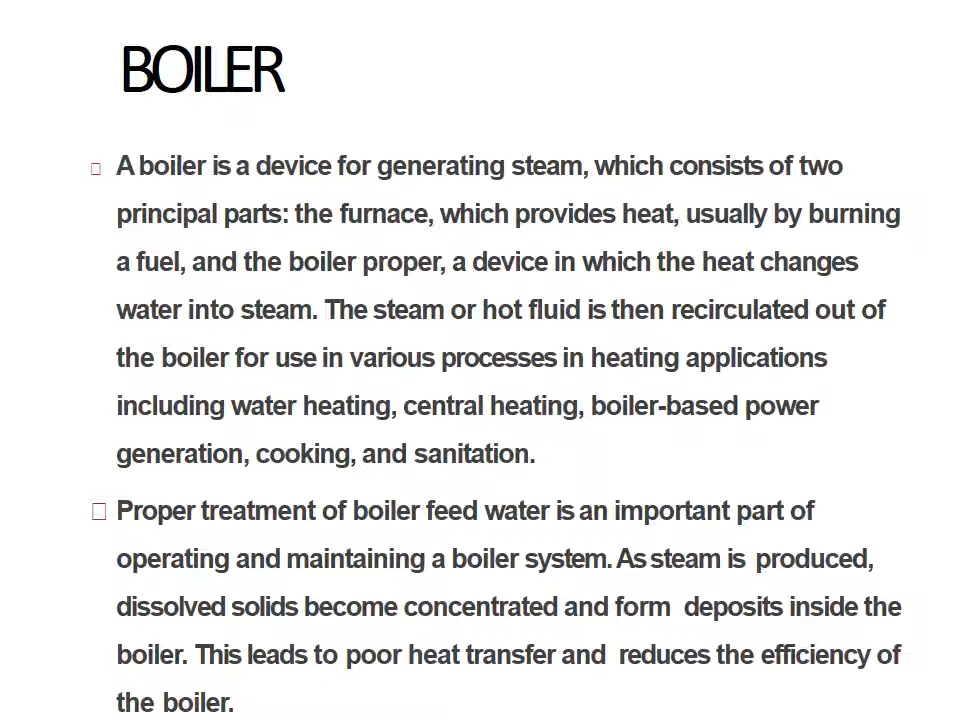 BOILER
A boiler is a device for generating steam, which consists of two
principal parts: the furnace, which provides heat, usually by burning
a fuel, and the boiler proper, a device in which the heat changes
water into steam. The steam or hot fluid is then recirculated out of
the boiler for use in various processes in heating applications
including water heating, central heating, boiler-based power
generation, cooking, and sanitation.
Proper treatment of boiler feed water is an important part of
operating and maintaining a boiler system. As steam is produced,
dissolved solids become concentrated and form deposits inside the
boiler. This leads to poor heat transfer and reduces the efficiency of
the boiler.